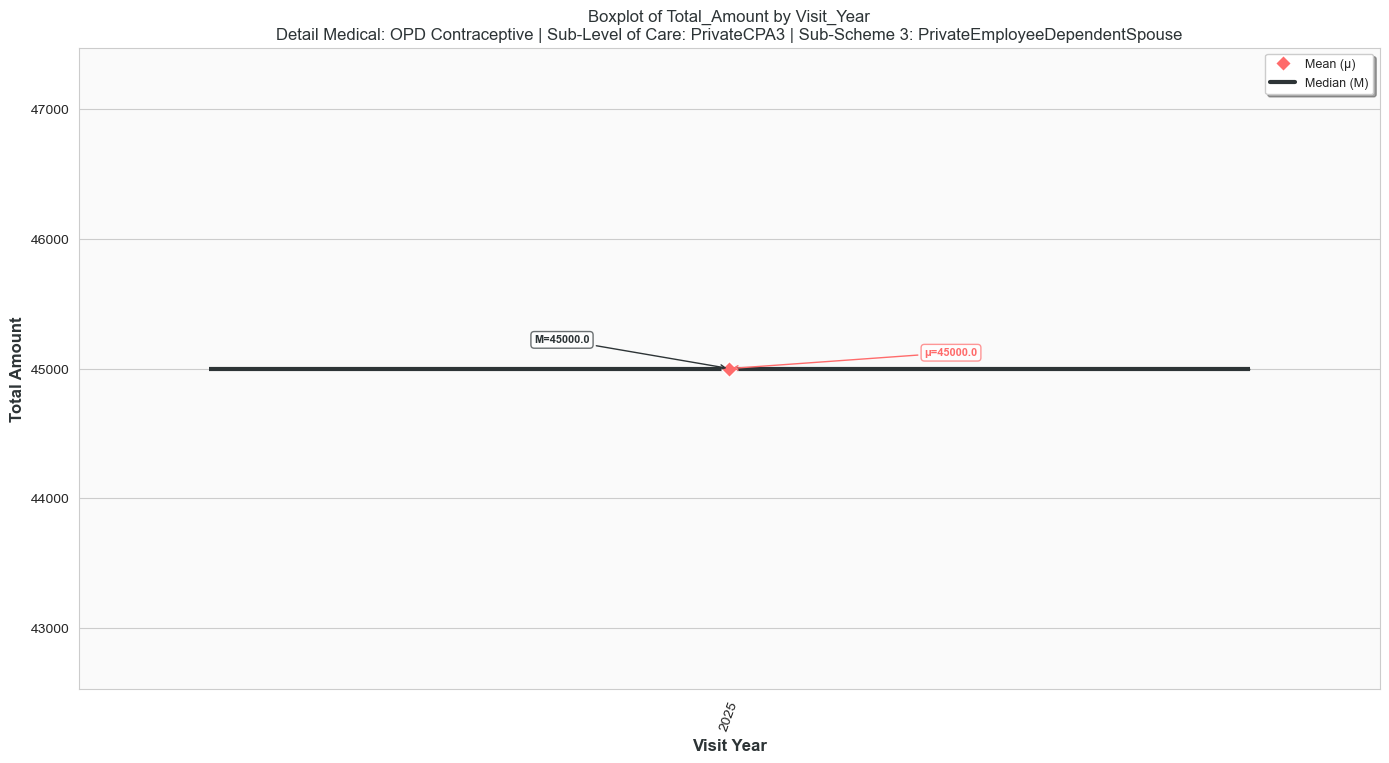 Boxplot of Total_Amount by Visit_Year
Detail Medical: OPD Contraceptive | Sub-Level of Care: PrivateCPA3 | Sub-Scheme 3: PrivateEmployeeDependentSpouse
Mean (μ)
Median (M)
47000
46000
45000
44000
43000
M=45000.0
μ=45000.0
Total Amount
2025
Visit Year